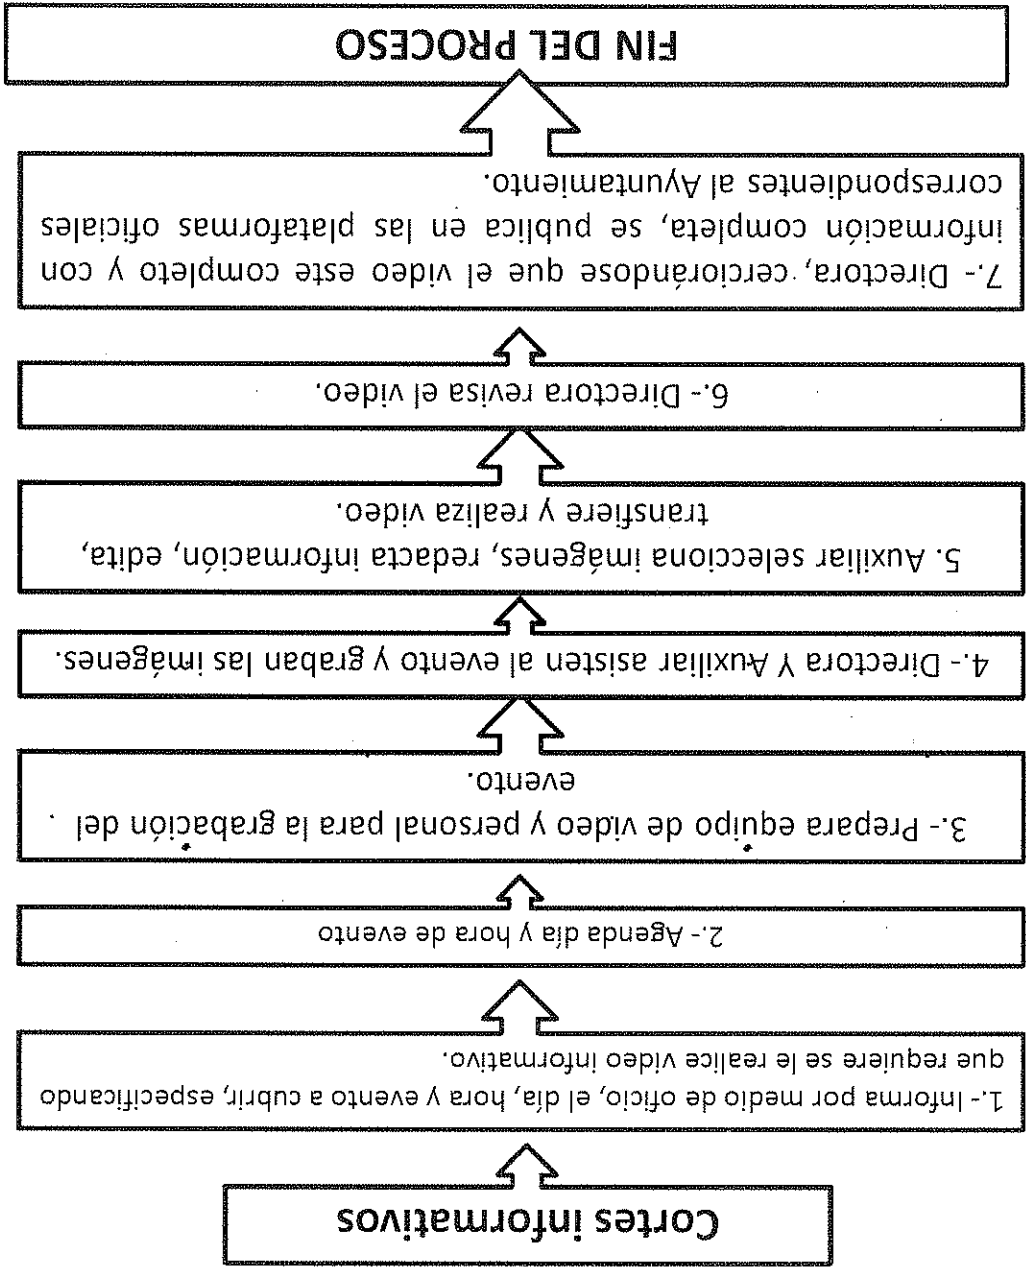 Cortes informativos
1.- Informa por medio de oficio, el día, hora y evento a cubrir, especificando
que requiere se le realice video informativo.
2.- Agenda día y hora de evento
3.- Prepara equipo de video y personal para la grabación del .
evento.
4.- Directora Y Auxiliar asisten al evento y graban las imágenes.
5. Auxiliar selecciona imágenes, redacta información, edita,
transfiere y realiza video.
6.- Directora revisa el video.
7.- Directora, cerciorándose que el video este completo y con
información completa, se publica en las plataformas oficiales
correspondientes al Ayuntamiento.
FIN DEL PROCESO